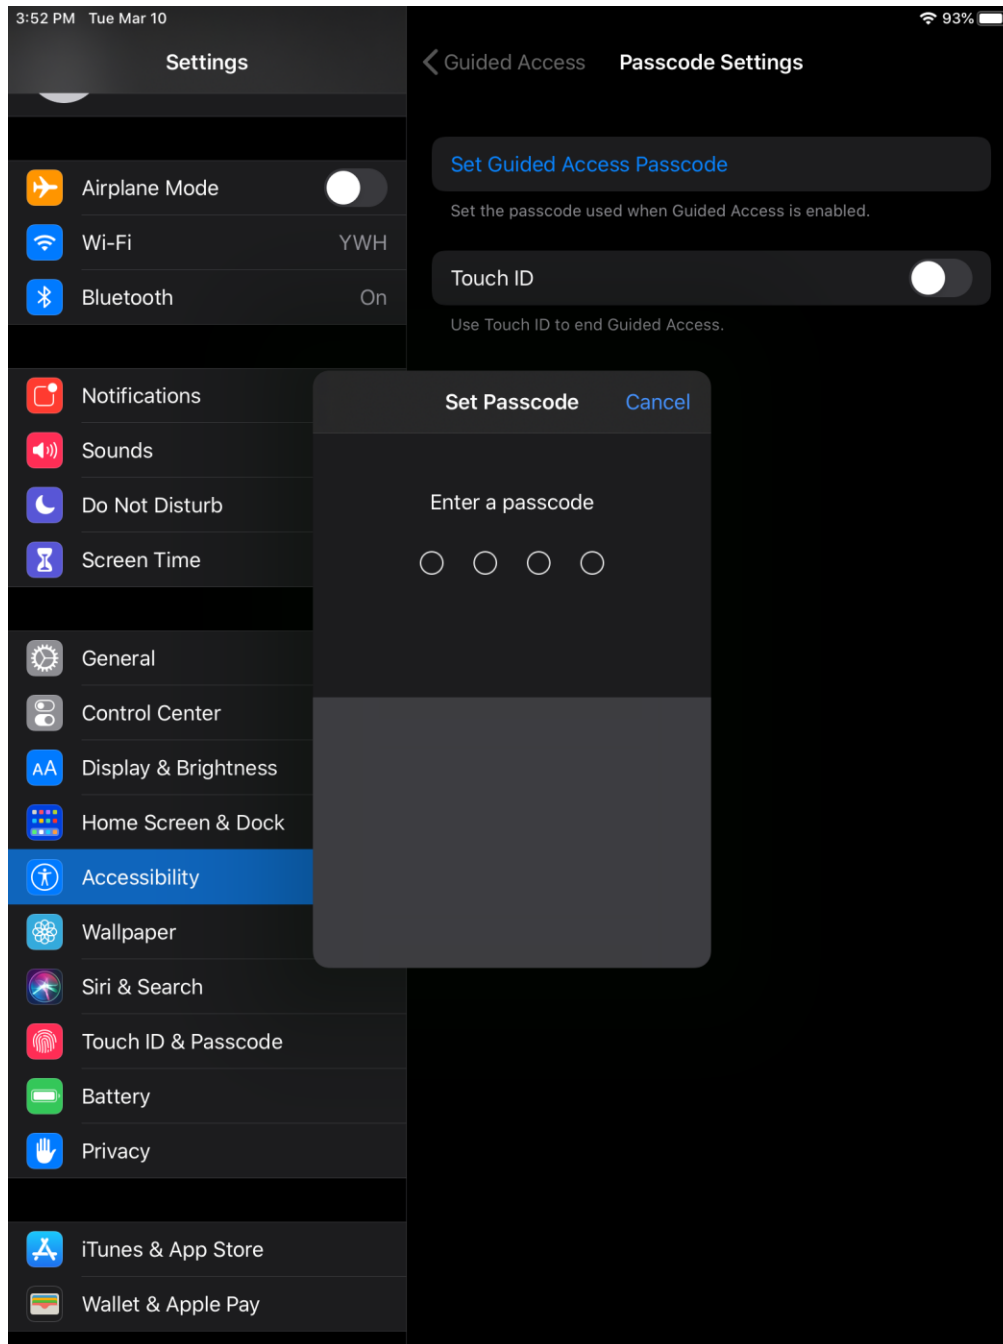 3:52 PM Tue Mar 10
93%
Settings
Airplane Mode
Wi-Fi YWH
Bluetooth On
Notifications
Sounds
Do Not Disturb
Screen Time
General
Control Center
AA Display & Brightness
Home Screen & Dock
Accessibility
Wallpaper
Siri & Search
Touch ID & Passcode
Battery
Privacy
iTunes & App Store
Wallet & Apple Pay
Guided Access Passcode Settings
Set Guided Access Passcode
Set the passcode used when Guided Access is enabled.
Touch ID
Use Touch ID to end Guided Access.
Set Passcode Cancel
Enter a passcode